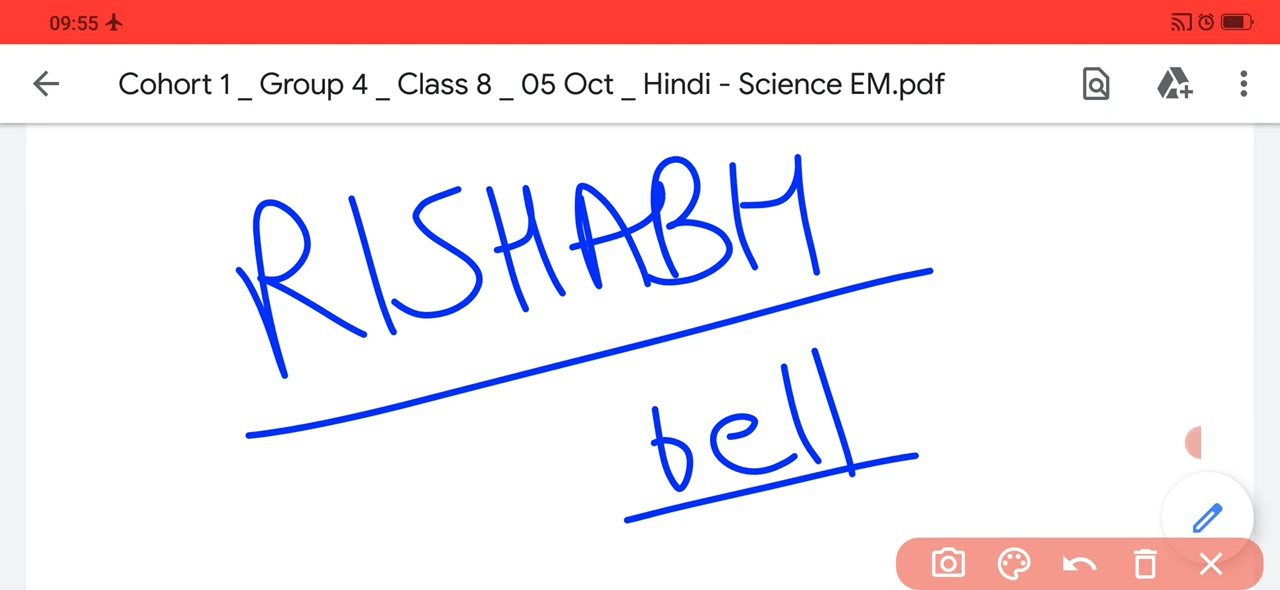 09:55
Cohort 1 _ Group 4 _ Class 8 _ 05 Oct _ Hindi - Science EM.pdf
RISHABH
bell